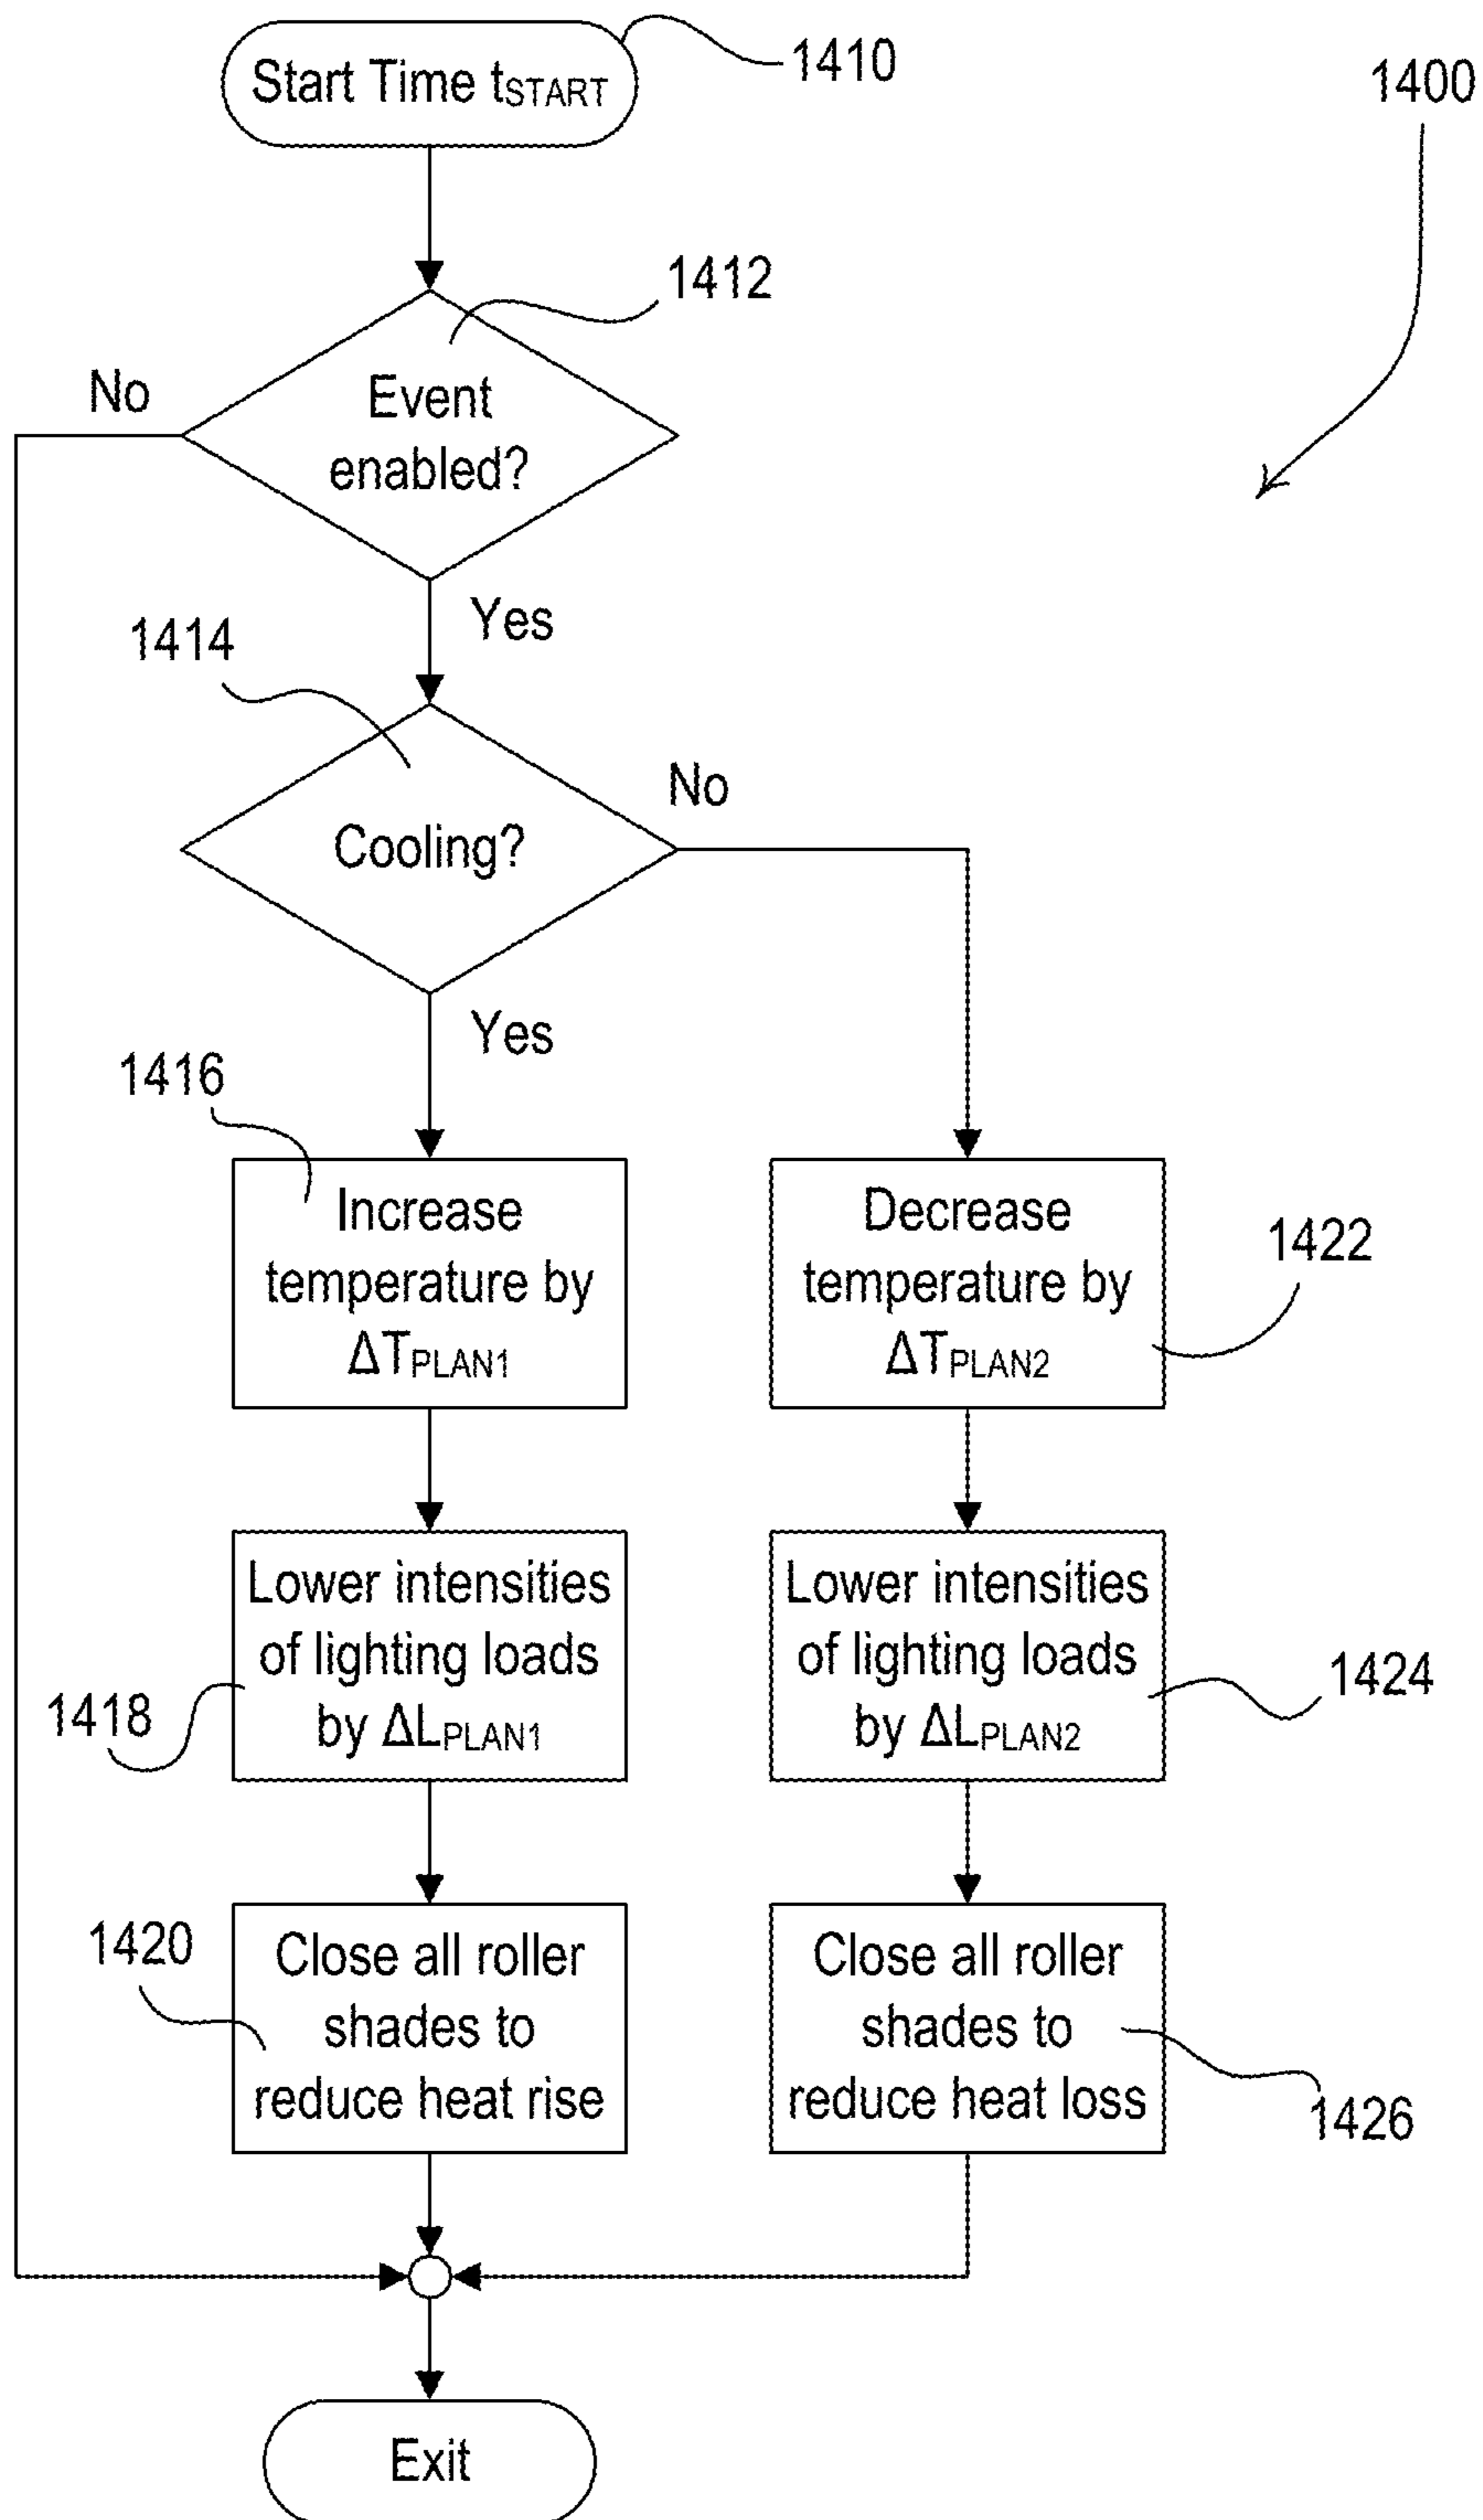 Start Time tSTART
1410
1400
1412
No
Event
enabled?
Yes
1414
No
Cooling?
Yes
1416
Increase
temperature by
ΔTPLAN1
Decrease
temperature by
ΔTPLAN2
1422
Lower intensities
of lighting loads
by ΔLPLAN1
1418
Lower intensities
of lighting loads
by ΔLPLAN2
1424
1420
Close all roller
shades to
reduce heat rise
Close all roller
shades to
reduce heat loss
1426
Exit